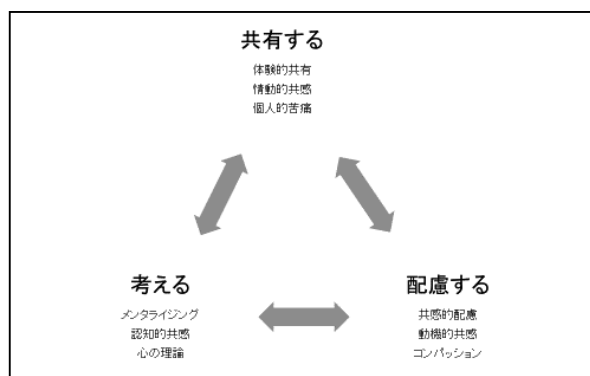 共有する
体験的共有
情動的共感
個人的苦痛
考える
メンタライジング
認知的共感
心の理論
配慮する
共感的配慮
動機的共感
コンパッション